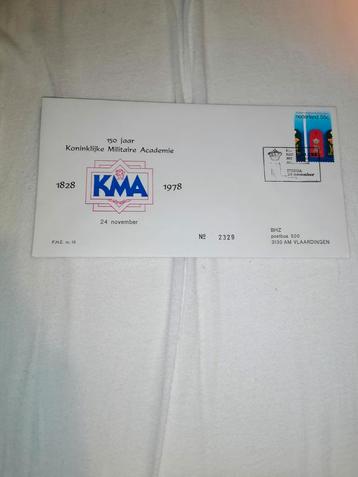 150 jaar
Koninklijke Militaire Academie
1828 KMA 1978
24 november
nederland 55c
24 november
F.N.E. nr. 15
No 2329
BHZ
postbus 500
3130 AM VLAARDINGEN